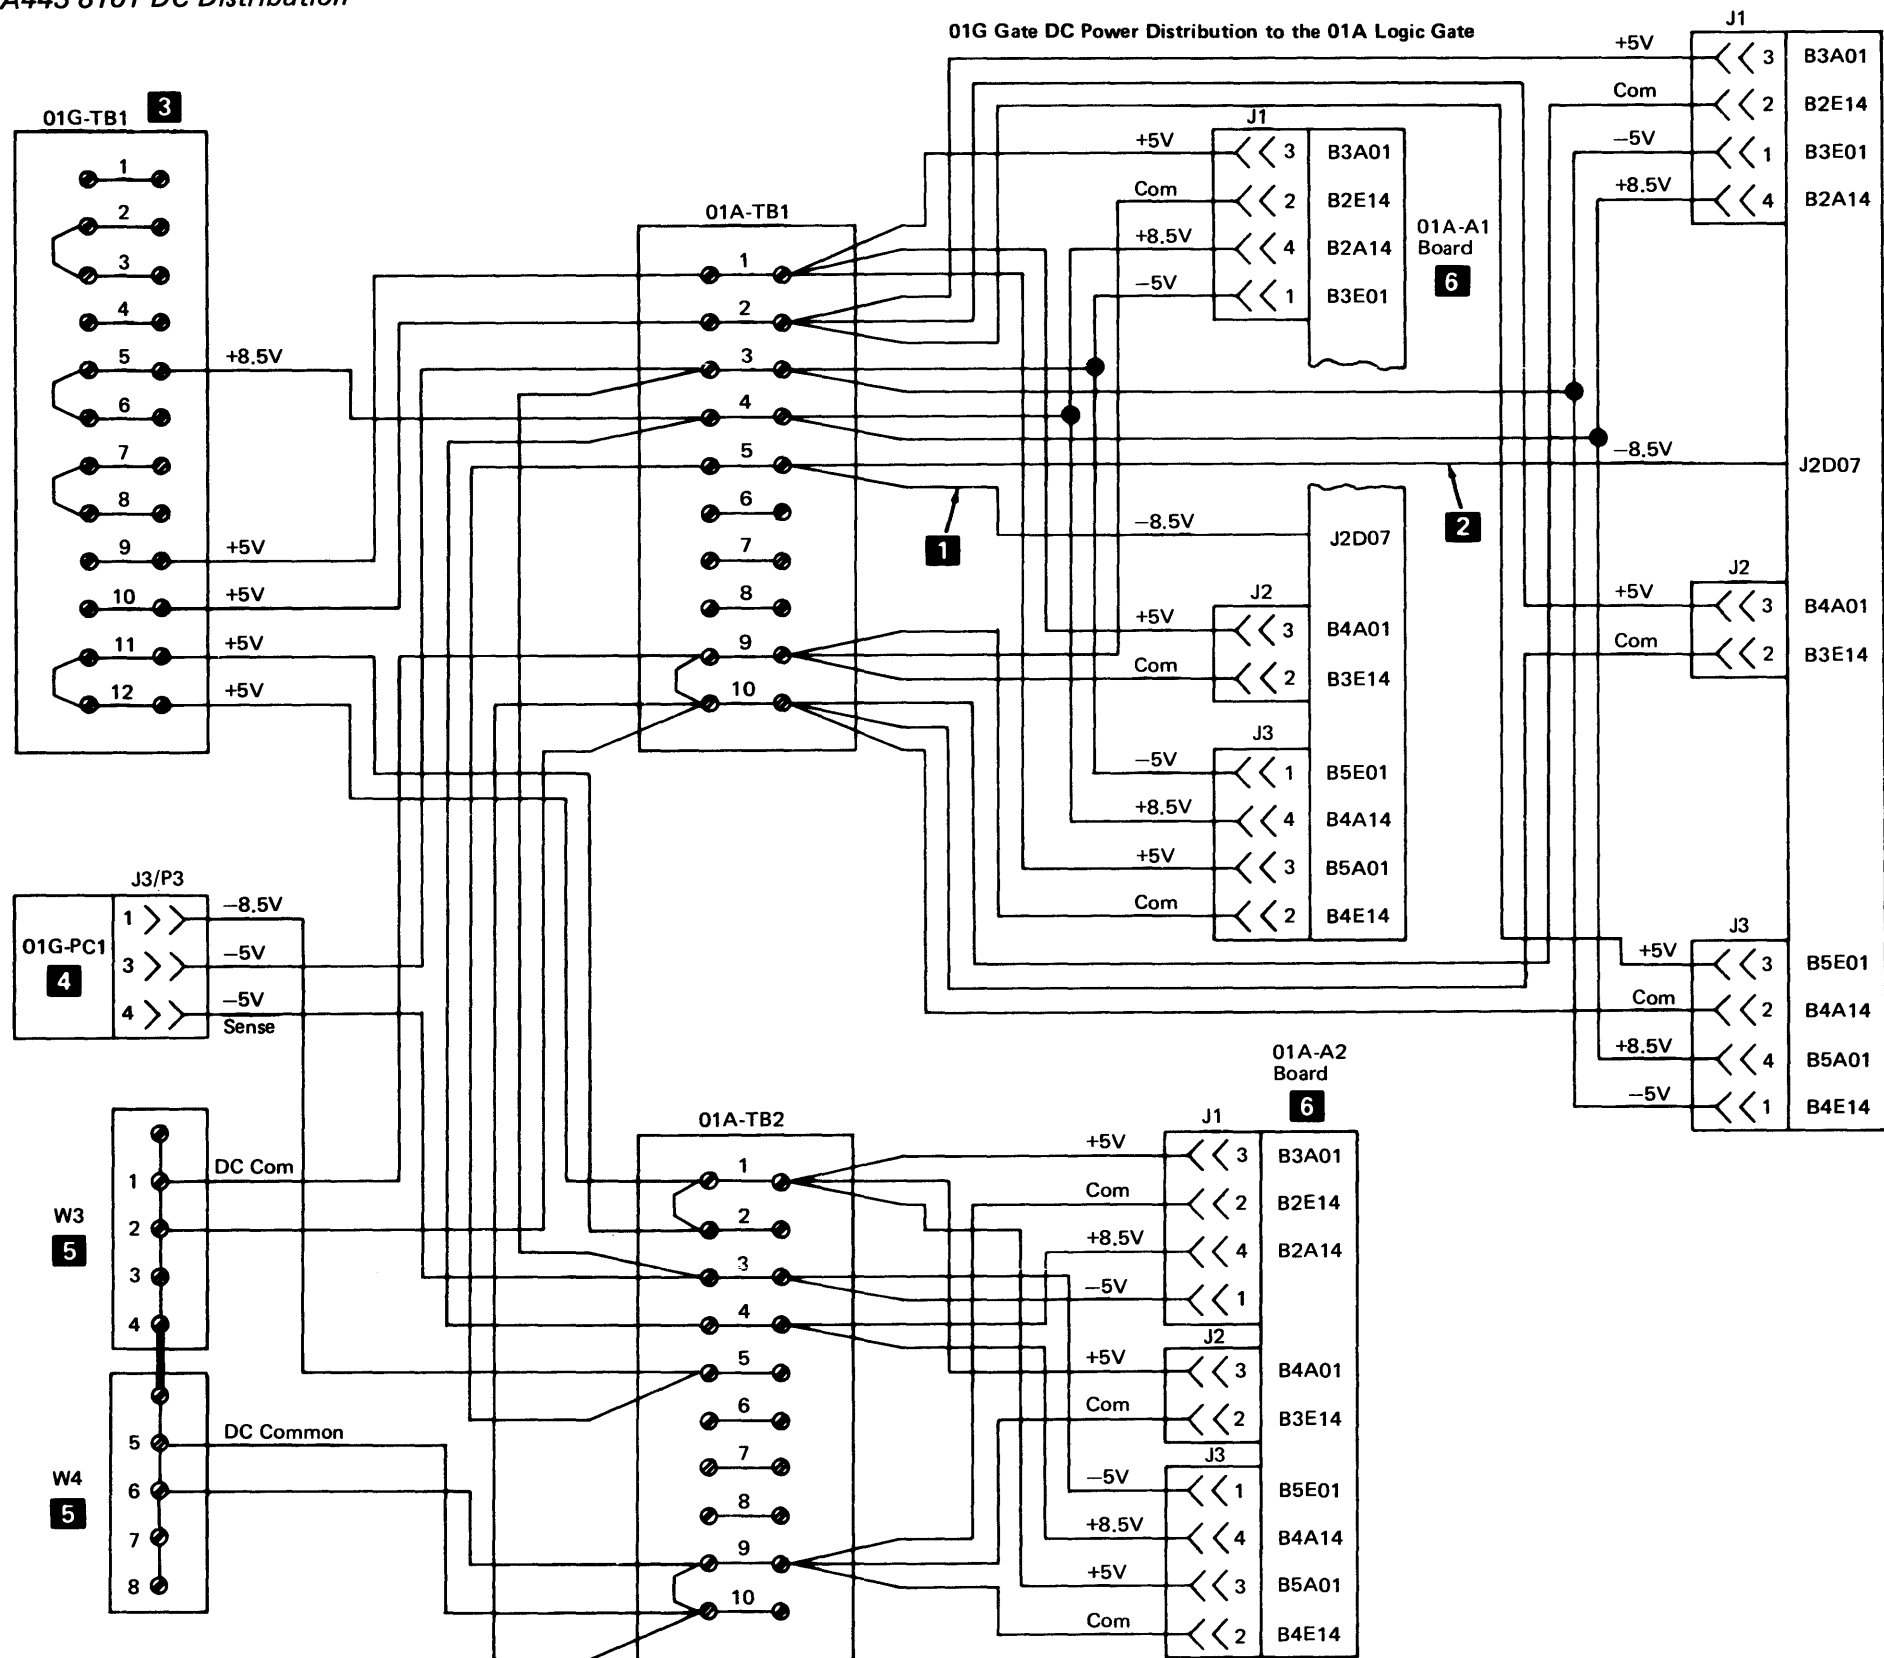 A443 8101 DC Distribution
01G Gate DC Power Distribution to the 01A Logic Gate
01G-TB1 3
1
2
3
4
5 +8.5V
6
7
8
9 +5V
10 +5V
11 +5V
12 +5V
01A-TB1
1
2
3
4
5
6
7
8
9
10
1
2
J1
+5V 3 B3A01
Com 2 B2E14
+8.5V 4 B2A14
−5V 1 B3E01
01A-A1
Board
6
−8.5V J2D07
J2
+5V 3 B4A01
Com 2 B3E14
J3
−5V 1 B5E01
+8.5V 4 B4A14
+5V 3 B5A01
Com 2 B4E14
J1
+5V 3 B3A01
Com 2 B2E14
−5V 1 B3E01
+8.5V 4 B2A14
−8.5V J2D07
J2
+5V 3 B4A01
Com 2 B3E14
J3
+5V 3 B5E01
Com 2 B4A14
+8.5V 4 B5A01
−5V 1 B4E14
J3/P3
01G-PC1
4
1 −8.5V
3 −5V
4 −5V
Sense
W3
5
1 DC Com
2
3
4
W4
5
5 DC Common
6
7
8
01A-TB2
1
2
3
4
5
6
7
8
9
10
01A-A2
Board
6
J1
+5V 3 B3A01
Com 2 B2E14
+8.5V 4 B2A14
−5V 1
J2
+5V 3 B4A01
Com 2 B3E14
J3
−5V 1 B5E01
+8.5V 4 B4A14
+5V 3 B5A01
Com 2 B4E14